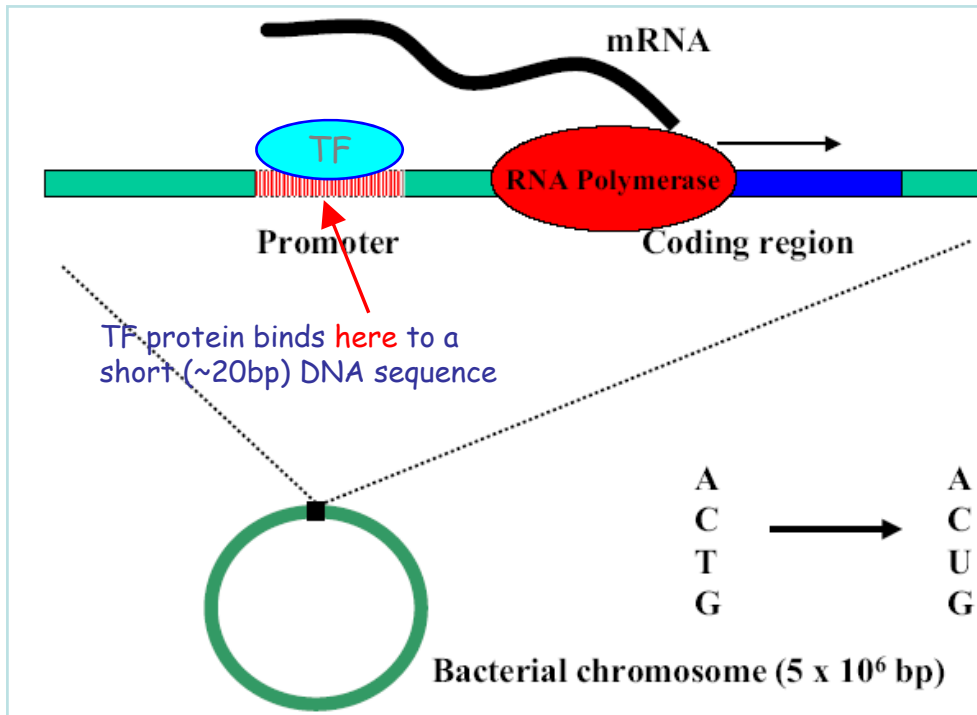 mRNA
TF
RNA Polymerase
Promoter
Coding region
TF protein binds here to a
short (~20bp) DNA sequence
A A
C C
T U
G G
Bacterial chromosome (5 x 10⁶ bp)